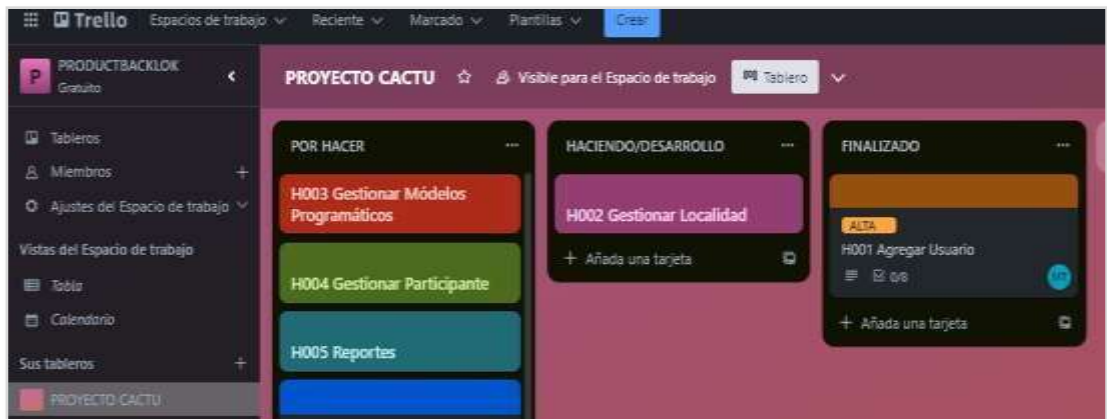 Trello Espacios de trabajo Reciente Marcado Plantillas Crear
PRODUCTBACKLOK
P
Gratuito
PROYECTO CACTU Visible para el Espacio de trabajo Tablero
Tableros
Miembros +
Ajustes del Espacio de trabajo
Vistas del Espacio de trabajo
Tabla
Calendario
Sus tableros +
PROYECTO CACTU
POR HACER ...
H003 Gestionar Módelos
Programáticos
H004 Gestionar Participante
H005 Reportes
HACIENDO/DESARROLLO ...
H002 Gestionar Localidad
+ Añada una tarjeta
FINALIZADO ...
ALTA
H001 Agregar Usuario
0/8
+ Añada una tarjeta